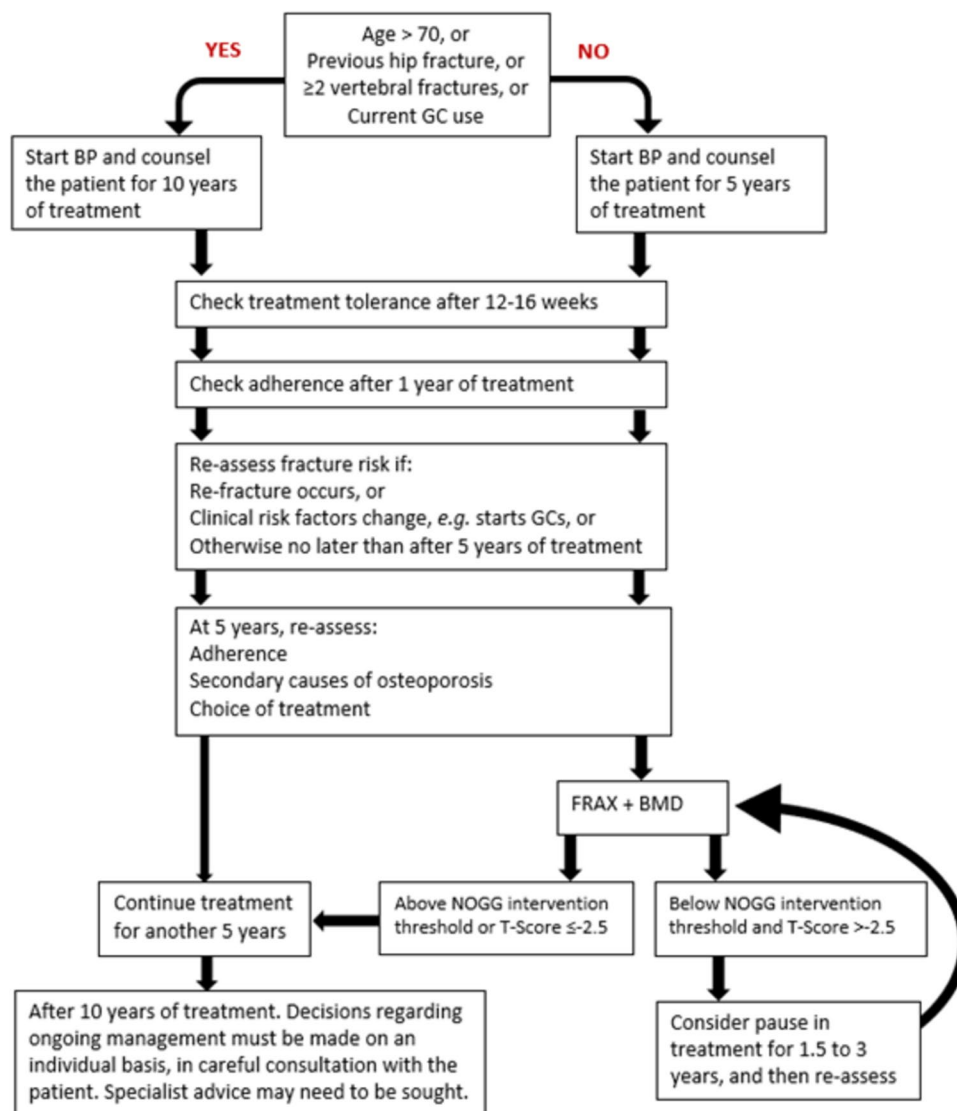 Age > 70, or
Previous hip fracture, or
≥2 vertebral fractures, or
Current GC use
YES
NO
Start BP and counsel
the patient for 10 years
of treatment
Start BP and counsel
the patient for 5 years
of treatment
Check treatment tolerance after 12-16 weeks
Check adherence after 1 year of treatment
Re-assess fracture risk if:
Re-fracture occurs, or
Clinical risk factors change, e.g. starts GCs, or
Otherwise no later than after 5 years of treatment
At 5 years, re-assess:
Adherence
Secondary causes of osteoporosis
Choice of treatment
FRAX + BMD
Continue treatment
for another 5 years
Above NOGG intervention
threshold or T-Score ≤-2.5
Below NOGG intervention
threshold and T-Score >-2.5
After 10 years of treatment. Decisions regarding
ongoing management must be made on an
individual basis, in careful consultation with the
patient. Specialist advice may need to be sought.
Consider pause in
treatment for 1.5 to 3
years, and then re-assess